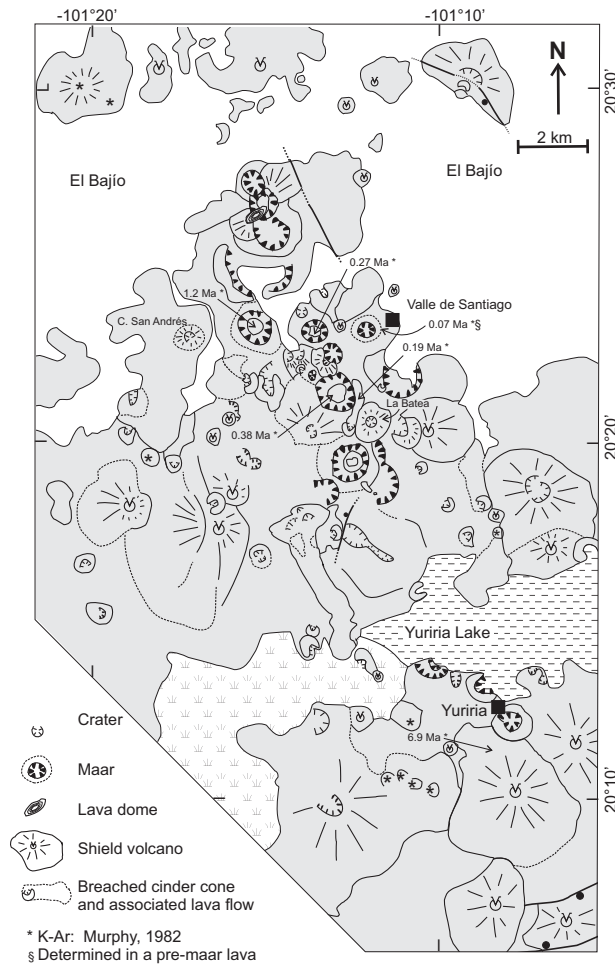 -101°20'
-101°10'
N
20°30'
2 km
El Bajío
El Bajío
0.27 Ma *
1.2 Ma *
Valle de Santiago
C. San Andrés
0.07 Ma *§
0.19 Ma *
La Batea
0.38 Ma *
20°20'
Yuriria Lake
Yuriria
6.9 Ma *
20°10'
Crater
Maar
Lava dome
Shield volcano
Breached cinder cone
and associated lava flow
* K-Ar: Murphy, 1982
§ Determined in a pre-maar lava